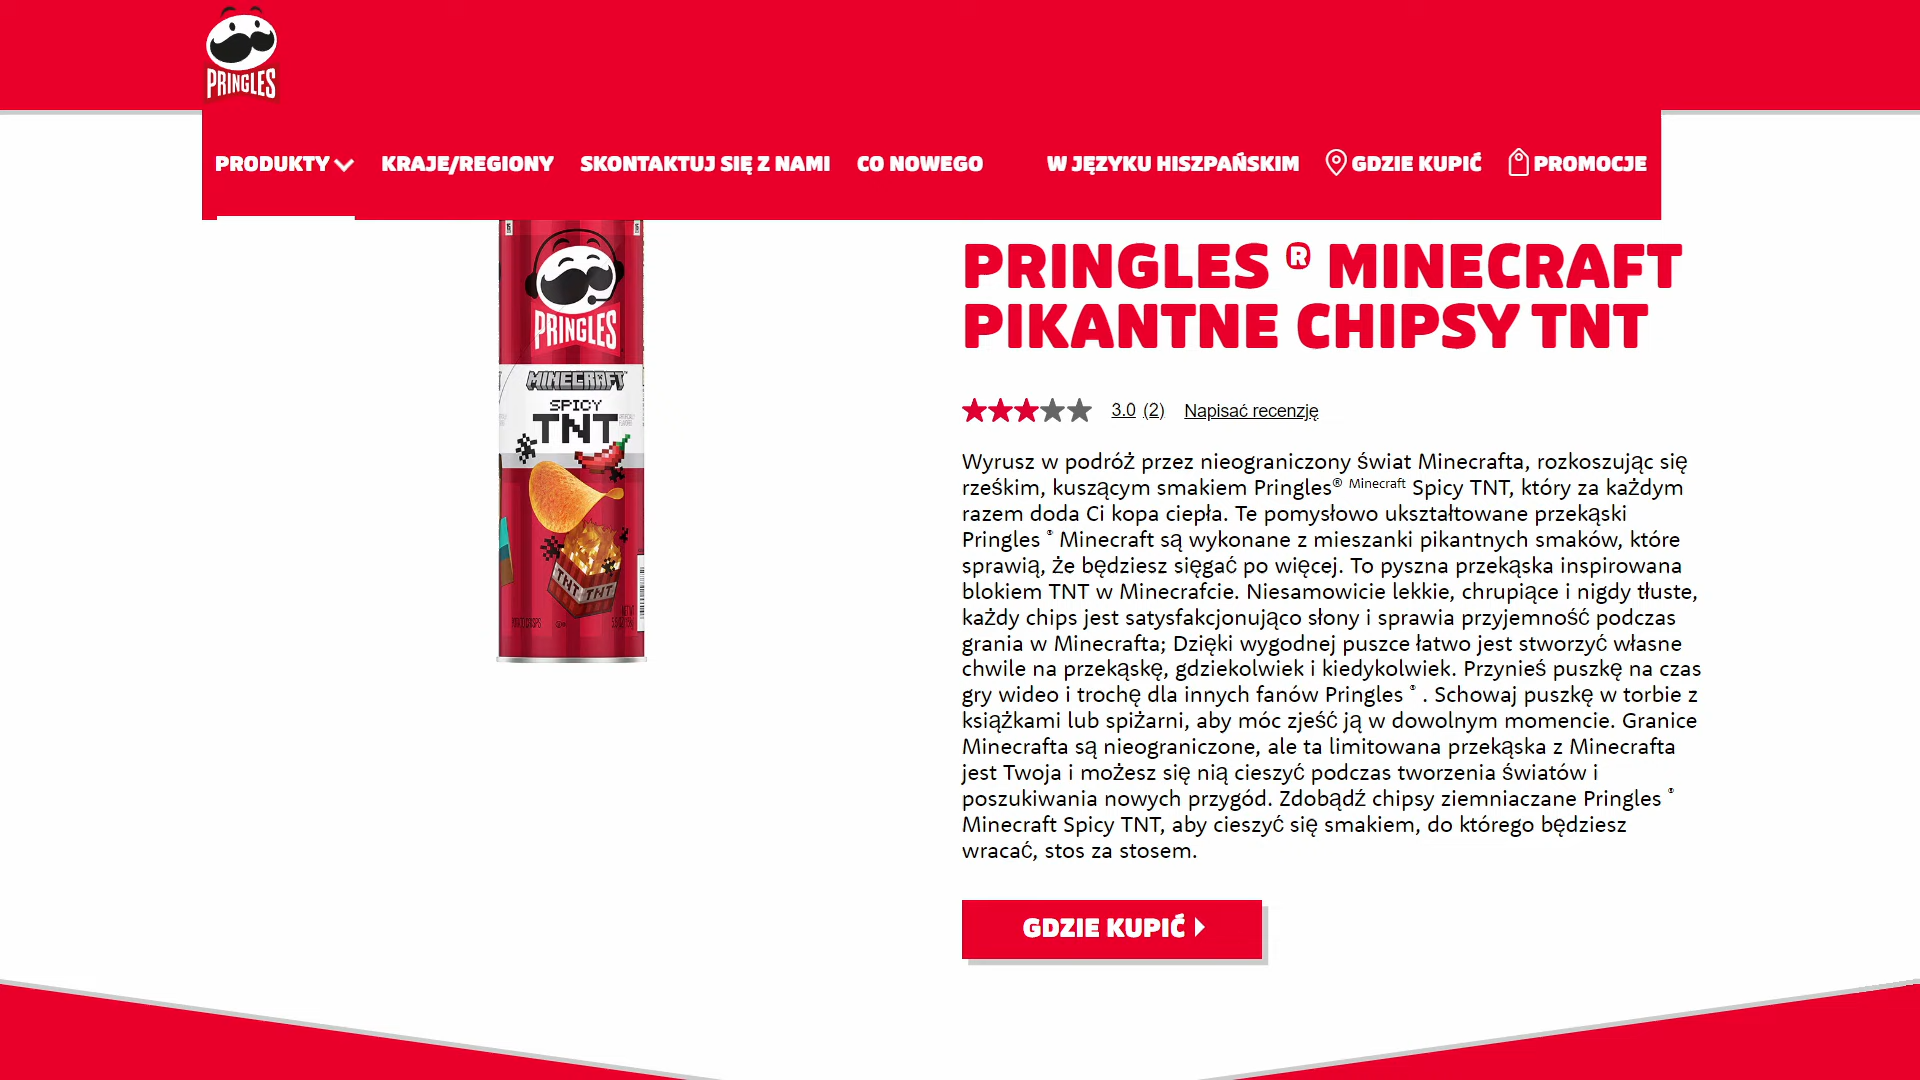 PRINGLES
PRODUKTY
KRAJE/REGIONY
SKONTAKTUJ SIĘ Z NAMI
CO NOWEGO
W JĘZYKU HISZPAŃSKIM
GDZIE KUPIĆ
PROMOCJE
PRINGLES
MINECRAFT
SPICY
TNT
TNT TNT
PRINGLES ® MINECRAFT
PIKANTNE CHIPSY TNT
3.0 (2) Napisać recenzję
Wyrusz w podróż przez nieograniczony świat Minecrafta, rozkoszując się
rześkim, kuszącym smakiem Pringles® Minecraft Spicy TNT, który za każdym
razem doda Ci kopa ciepła. Te pomysłowo ukształtowane przekąski
Pringles ® Minecraft są wykonane z mieszanki pikantnych smaków, które
sprawią, że będziesz sięgać po więcej. To pyszna przekąska inspirowana
blokiem TNT w Minecrafcie. Niesamowicie lekkie, chrupiące i nigdy tłuste,
każdy chips jest satysfakcjonująco słony i sprawia przyjemność podczas
grania w Minecrafta; Dzięki wygodnej puszce łatwo jest stworzyć własne
chwile na przekąskę, gdziekolwiek i kiedykolwiek. Przynieś puszkę na czas
gry wideo i trochę dla innych fanów Pringles ® . Schowaj puszkę w torbie z
książkami lub spiżarni, aby móc zjeść ją w dowolnym momencie. Granice
Minecrafta są nieograniczone, ale ta limitowana przekąska z Minecrafta
jest Twoja i możesz się nią cieszyć podczas tworzenia światów i
poszukiwania nowych przygód. Zdobądź chipsy ziemniaczane Pringles ®
Minecraft Spicy TNT, aby cieszyć się smakiem, do którego będziesz
wracać, stos za stosem.
GDZIE KUPIĆ